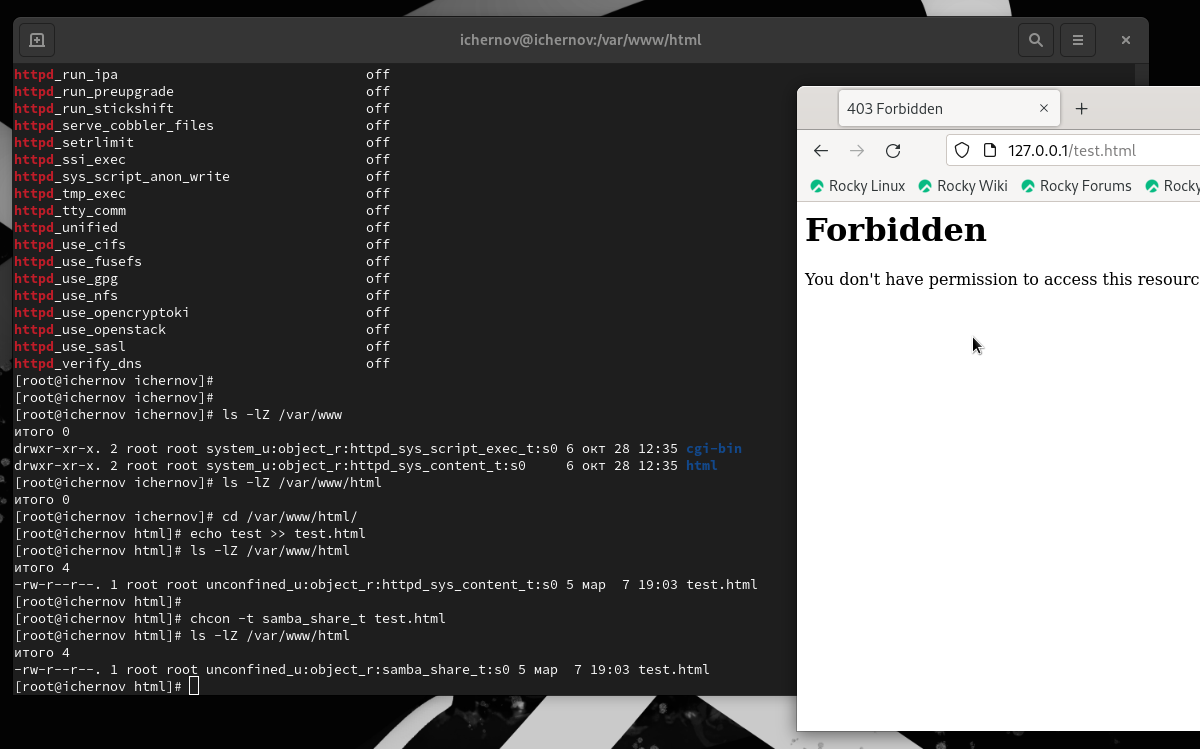 ichernov@ichernov:/var/www/html
httpd_run_ipa                               off
httpd_run_preupgrade                        off
httpd_run_stickshift                        off
httpd_serve_cobbler_files                   off
httpd_setrlimit                             off
httpd_ssi_exec                              off
httpd_sys_script_anon_write                 off
httpd_tmp_exec                              off
httpd_tty_comm                              off
httpd_unified                               off
httpd_use_cifs                              off
httpd_use_fusefs                            off
httpd_use_gpg                               off
httpd_use_nfs                               off
httpd_use_opencryptoki                      off
httpd_use_openstack                         off
httpd_use_sasl                              off
httpd_verify_dns                            off
[root@ichernov ichernov]#
[root@ichernov ichernov]#
[root@ichernov ichernov]# ls -lZ /var/www
итого 0
drwxr-xr-x. 2 root root system_u:object_r:httpd_sys_script_exec_t:s0 6 окт 28 12:35 cgi-bin
drwxr-xr-x. 2 root root system_u:object_r:httpd_sys_content_t:s0     6 окт 28 12:35 html
[root@ichernov ichernov]# ls -lZ /var/www/html
итого 0
[root@ichernov ichernov]# cd /var/www/html/
[root@ichernov html]# echo test >> test.html
[root@ichernov html]# ls -lZ /var/www/html
итого 4
-rw-r--r--. 1 root root unconfined_u:object_r:httpd_sys_content_t:s0 5 мар  7 19:03 test.html
[root@ichernov html]#
[root@ichernov html]# chcon -t samba_share_t test.html
[root@ichernov html]# ls -lZ /var/www/html
итого 4
-rw-r--r--. 1 root root unconfined_u:object_r:samba_share_t:s0 5 мар  7 19:03 test.html
[root@ichernov html]#
403 Forbidden
127.0.0.1/test.html
Rocky Linux Rocky Wiki Rocky Forums Rocky
Forbidden
You don't have permission to access this resourc